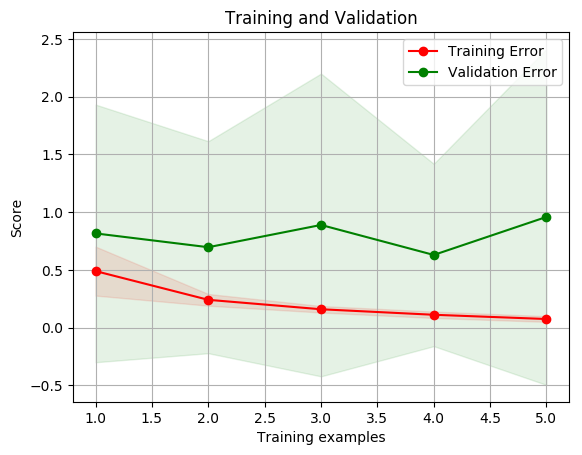 Training and Validation
Training Error
Validation Error
2.5
2.0
1.5
1.0
0.5
0.0
−0.5
Score
1.0 1.5 2.0 2.5 3.0 3.5 4.0 4.5 5.0
Training examples